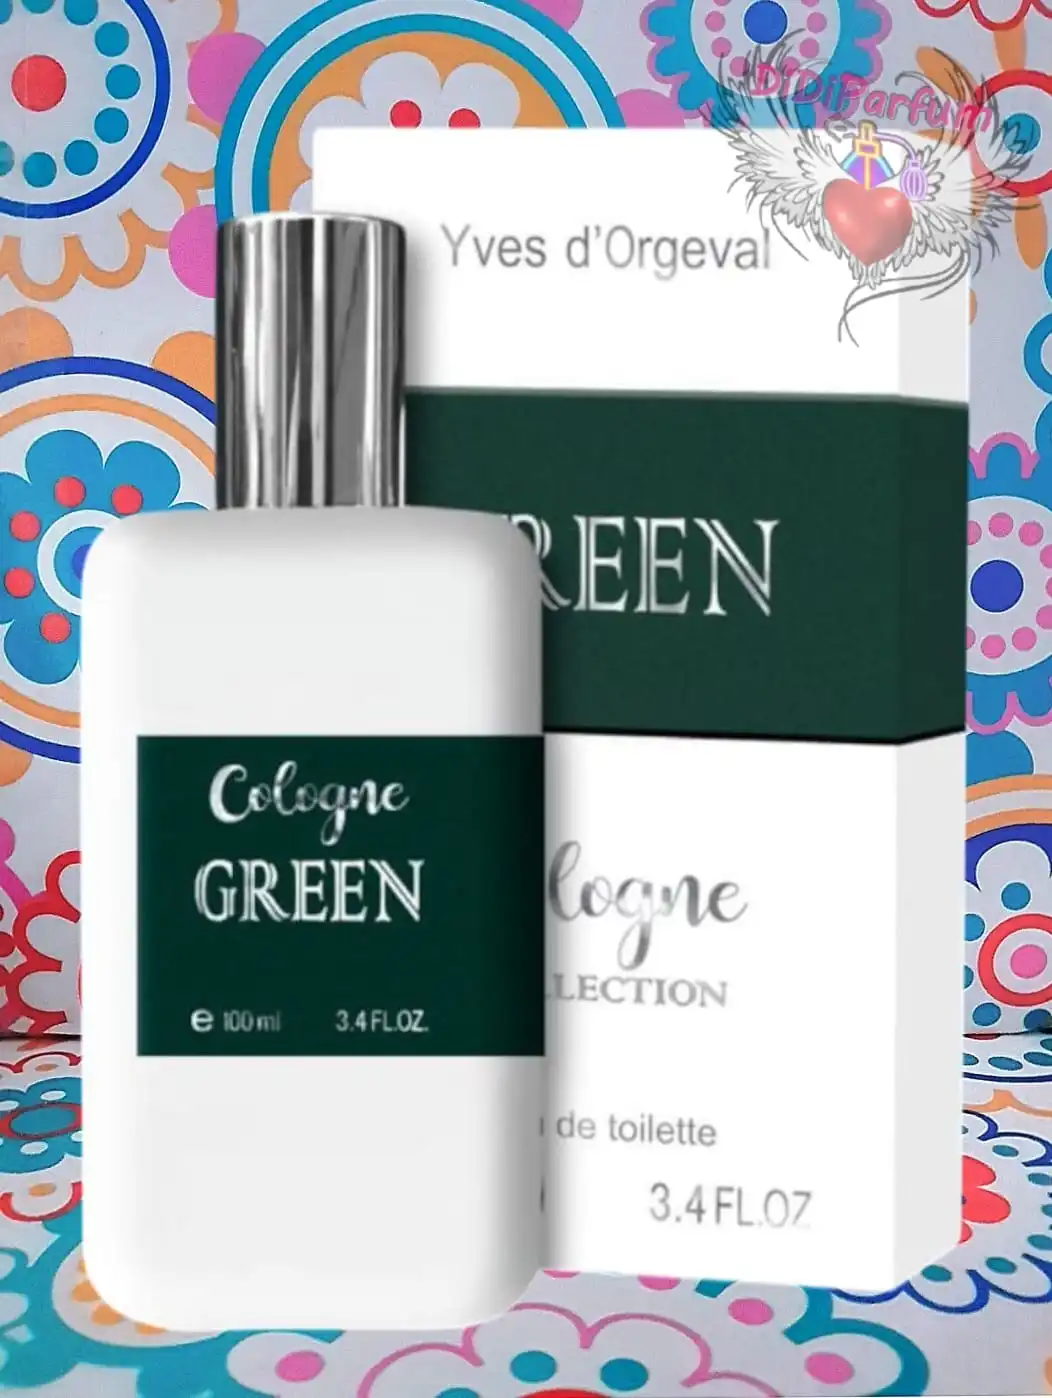 DiDiParfum
Yves d'Orgeval
REEN
Cologne
GREEN
e 100 ml 3.4 FL.OZ.
logne
LLECTION
de toilette
3.4 FL.OZ